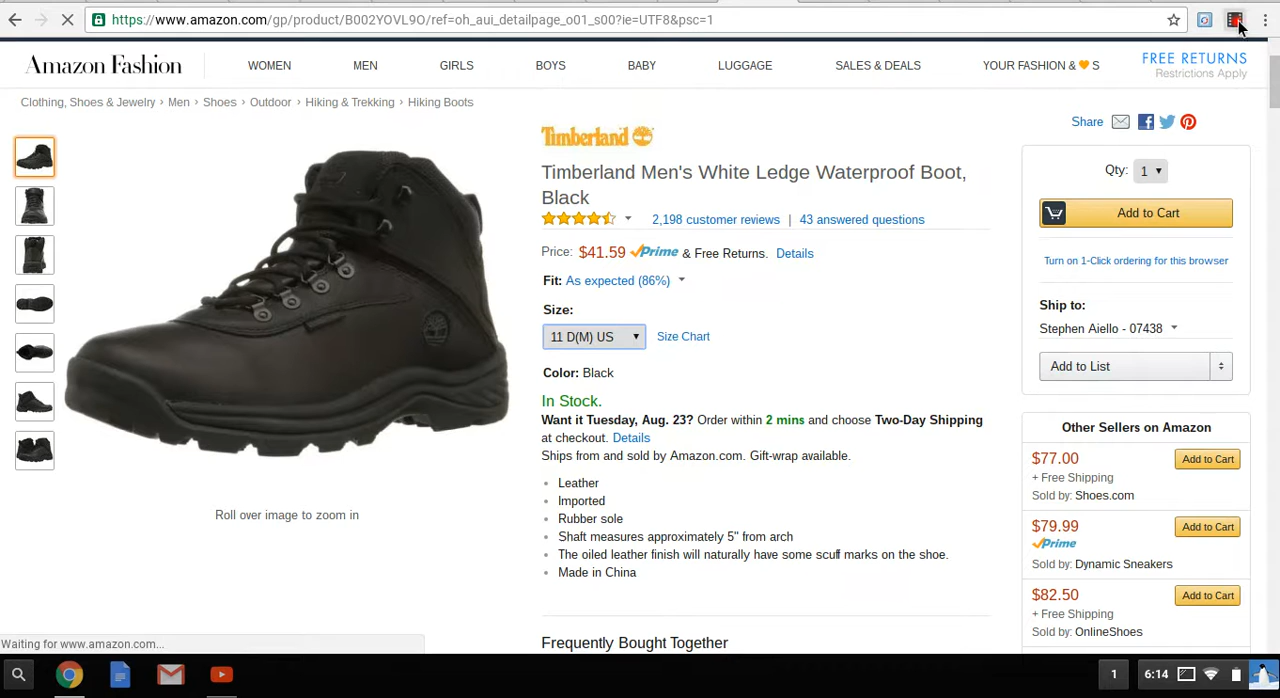 https://www.amazon.com/gp/product/B002YOVL9O/ref=oh_aui_detailpage_o01_s00?ie=UTF8&psc=1
Amazon Fashion
WOMEN
MEN
GIRLS
BOYS
BABY
LUGGAGE
SALES & DEALS
YOUR FASHION & 🧡 S
FREE RETURNS
Restrictions Apply
Clothing, Shoes & Jewelry › Men › Shoes › Outdoor › Hiking & Trekking › Hiking Boots
Share
Timberland
Timberland Men's White Ledge Waterproof Boot,
Black
2,198 customer reviews | 43 answered questions
Price: $41.59 Prime & Free Returns. Details
Fit: As expected (86%)
Size:
11 D(M) US
Size Chart
Color: Black
In Stock.
Want it Tuesday, Aug. 23? Order within 2 mins and choose Two-Day Shipping
at checkout. Details
Ships from and sold by Amazon.com. Gift-wrap available.
• Leather
• Imported
• Rubber sole
• Shaft measures approximately 5" from arch
• The oiled leather finish will naturally have some scuff marks on the shoe.
• Made in China
Frequently Bought Together
Roll over image to zoom in
Qty: 1
Add to Cart
Turn on 1-Click ordering for this browser
Ship to:
Stephen Aiello - 07438
Add to List
Other Sellers on Amazon
$77.00
Add to Cart
+ Free Shipping
Sold by: Shoes.com
$79.99
Add to Cart
Prime
Sold by: Dynamic Sneakers
$82.50
Add to Cart
+ Free Shipping
Sold by: OnlineShoes
Waiting for www.amazon.com...
1
6:14